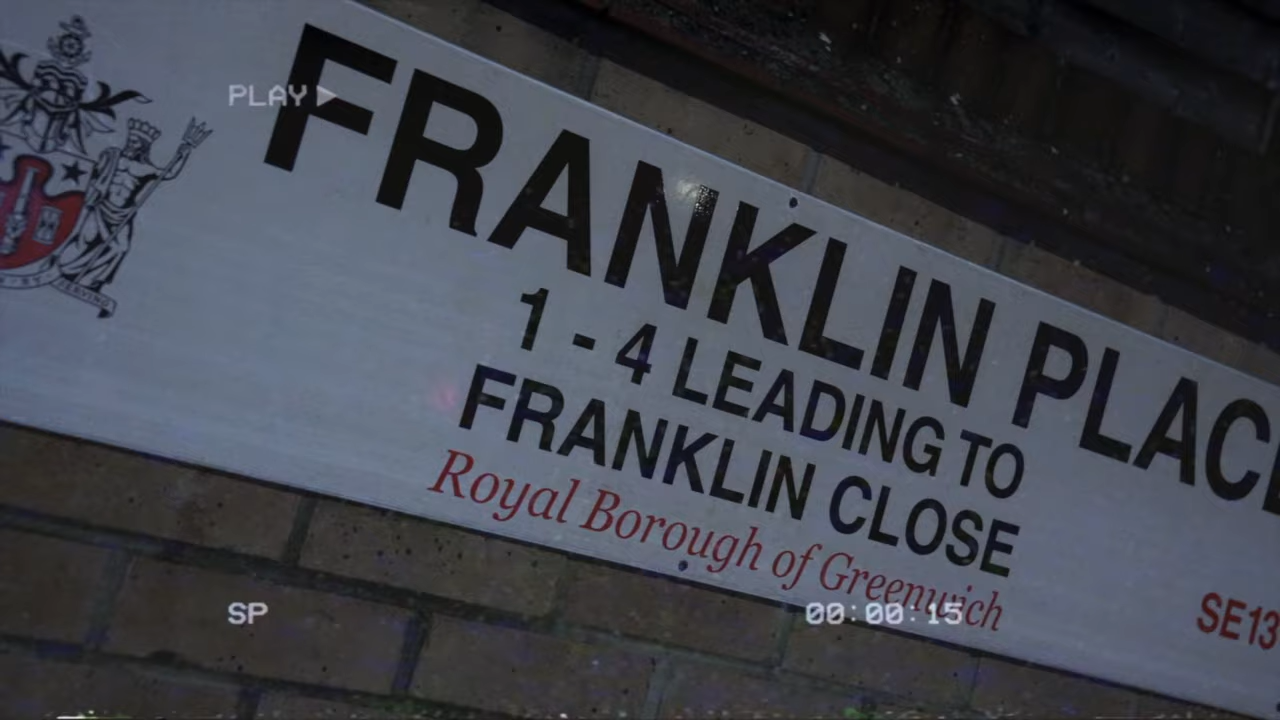 PLAY
FRANKLIN PLAC
1 - 4 LEADING TO
FRANKLIN CLOSE
Royal Borough of Greenwich
SE13
SP
00:00:15